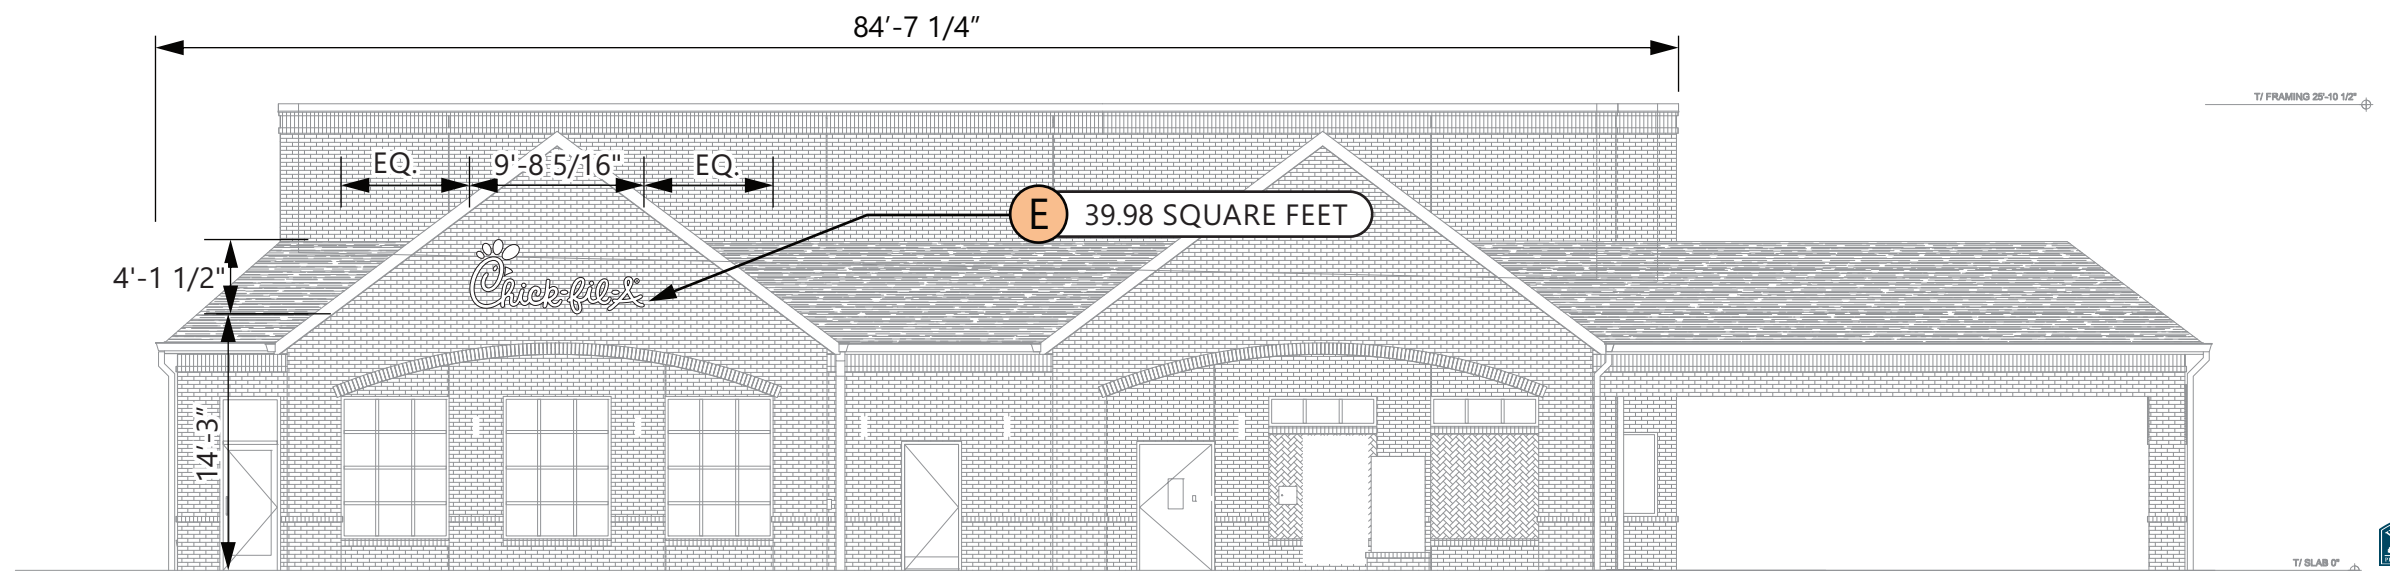 84’-7 1/4”
T/ FRAMING 25'-10 1/2"
EQ.
9'-8 5/16"
EQ.
E 39.98 SQUARE FEET
4'-1 1/2"
Chick-fil-A
14’-3”
T/ SLAB 0"